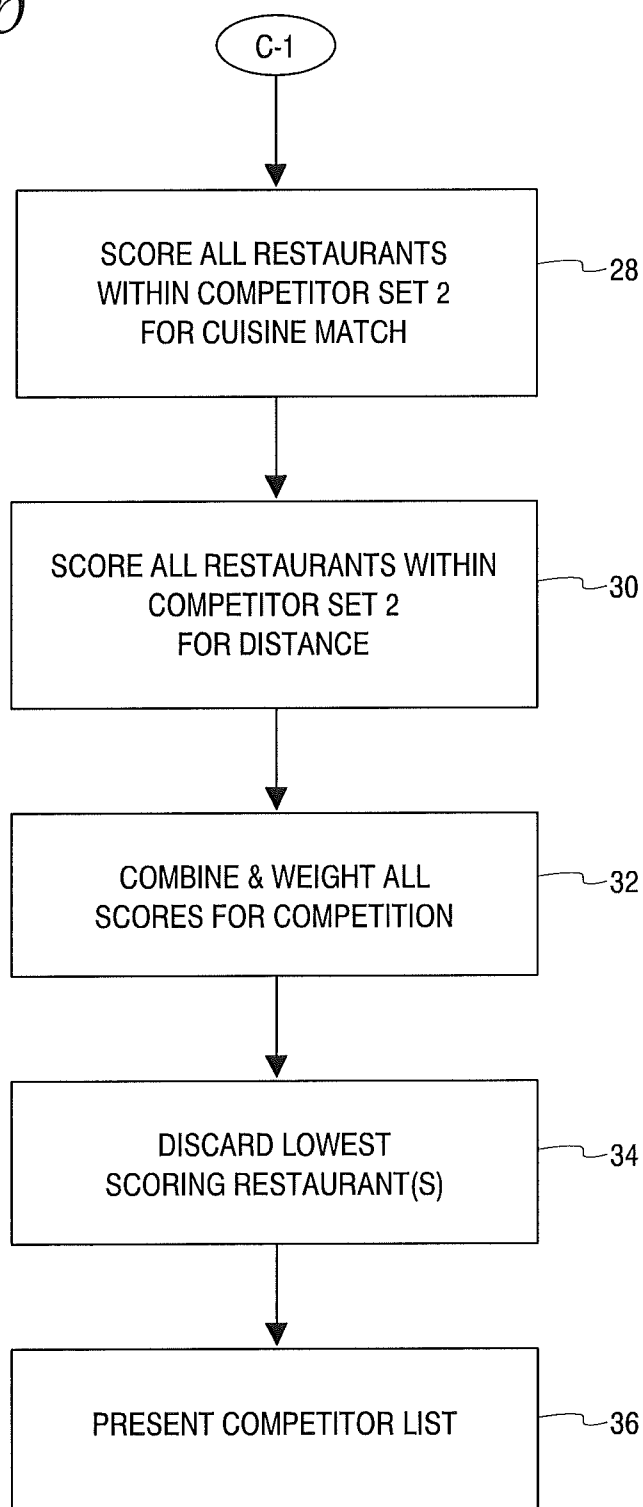 C-1
SCORE ALL RESTAURANTS
WITHIN COMPETITOR SET 2
FOR CUISINE MATCH
28
SCORE ALL RESTAURANTS WITHIN
COMPETITOR SET 2
FOR DISTANCE
30
COMBINE & WEIGHT ALL
SCORES FOR COMPETITION
32
DISCARD LOWEST
SCORING RESTAURANT(S)
34
PRESENT COMPETITOR LIST
36